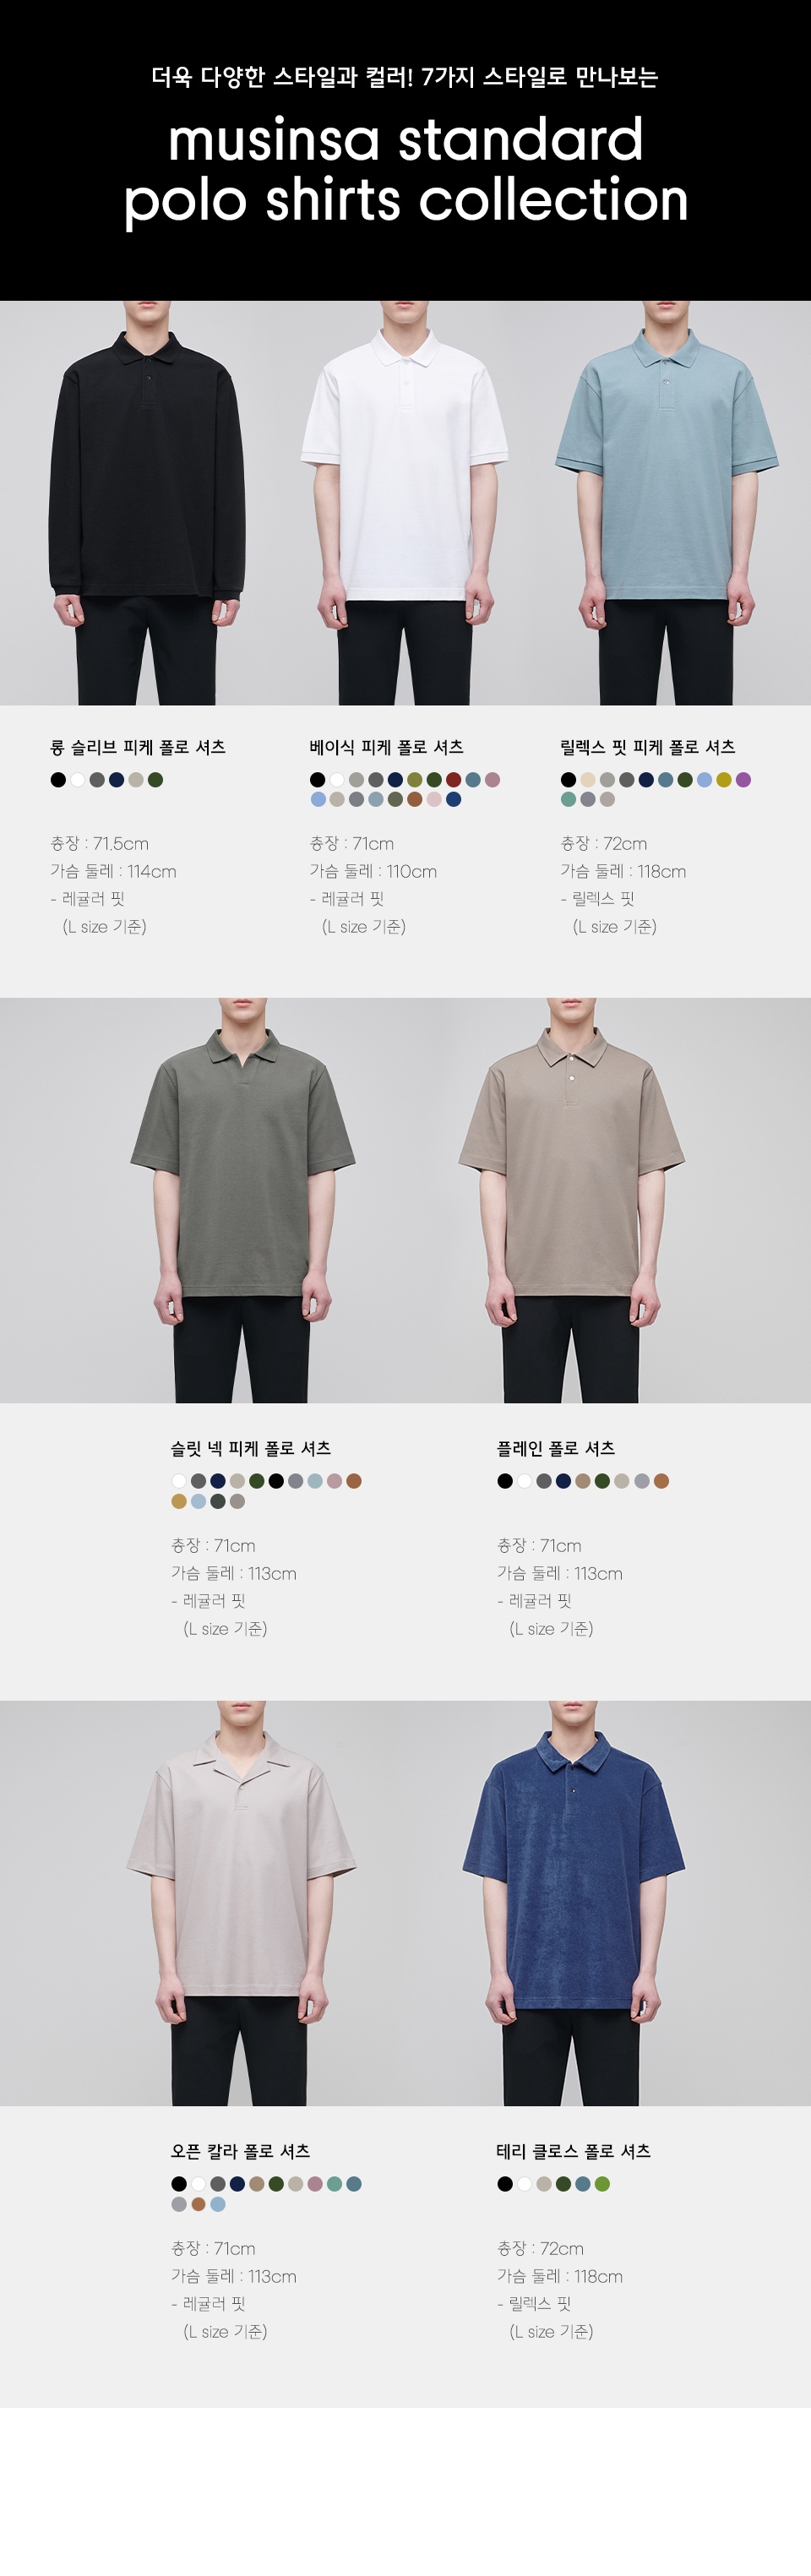 더욱 다양한 스타일과 컬러! 7가지 스타일로 만나보는
musinsa standard
polo shirts collection
롱 슬리브 피케 폴로 셔츠
총장 : 71.5cm
가슴 둘레 : 114cm
- 레귤러 핏
(L size 기준)
베이식 피케 폴로 셔츠
총장 : 71cm
가슴 둘레 : 110cm
- 레귤러 핏
(L size 기준)
릴렉스 핏 피케 폴로 셔츠
총장 : 72cm
가슴 둘레 : 118cm
- 릴렉스 핏
(L size 기준)
슬릿 넥 피케 폴로 셔츠
총장 : 71cm
가슴 둘레 : 113cm
- 레귤러 핏
(L size 기준)
플레인 폴로 셔츠
총장 : 71cm
가슴 둘레 : 113cm
- 레귤러 핏
(L size 기준)
오픈 칼라 폴로 셔츠
총장 : 71cm
가슴 둘레 : 113cm
- 레귤러 핏
(L size 기준)
테리 클로스 폴로 셔츠
총장 : 72cm
가슴 둘레 : 118cm
- 릴렉스 핏
(L size 기준)